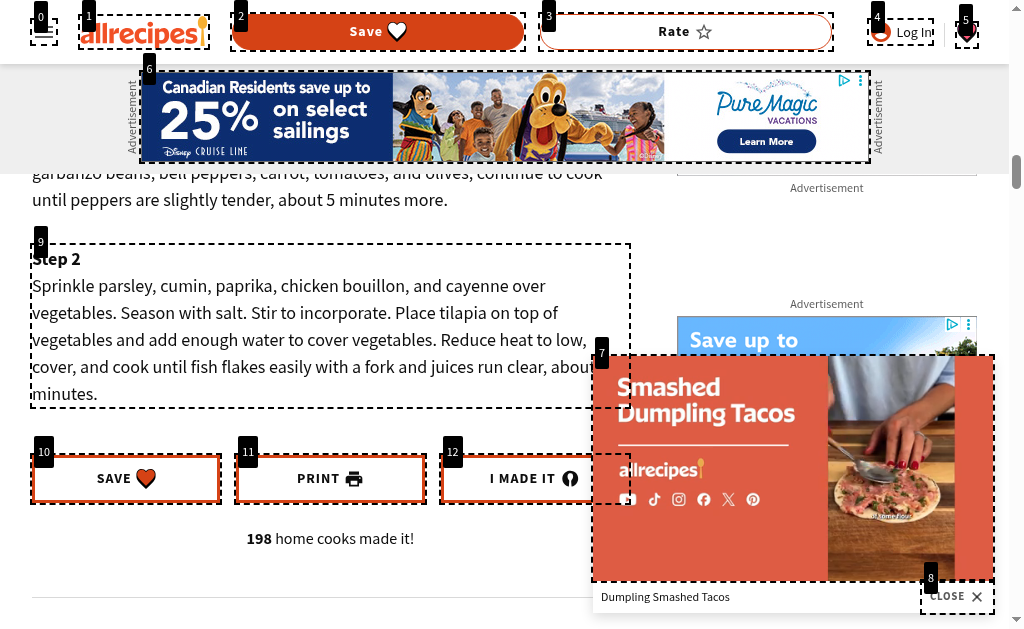 0
1
2
3
4
5
allrecipes
Save
Rate
Log In
6
Advertisement
Canadian Residents save up to
25% on select
sailings
Disney CRUISE LINE
PureMagic
VACATIONS
Learn More
Advertisement
garbanzo beans, bell peppers, carrot, tomatoes, and olives; continue to cook
until peppers are slightly tender, about 5 minutes more.
Advertisement
9
Step 2
Sprinkle parsley, cumin, paprika, chicken bouillon, and cayenne over
vegetables. Season with salt. Stir to incorporate. Place tilapia on top of
vegetables and add enough water to cover vegetables. Reduce heat to low,
cover, and cook until fish flakes easily with a fork and juices run clear, about
minutes.
Advertisement
Save up to
7
Smashed
Dumpling Tacos
allrecipes
of some flour
10
11
12
SAVE
PRINT
I MADE IT
198 home cooks made it!
8
Dumpling Smashed Tacos
CLOSE